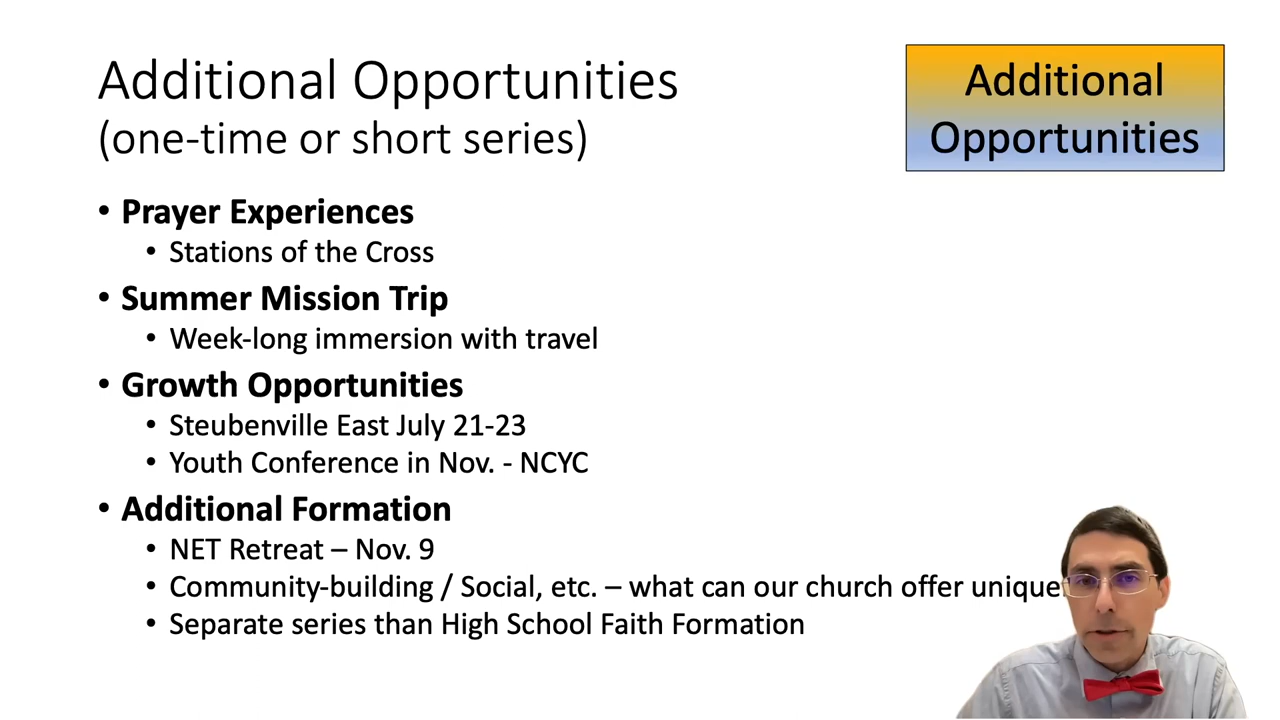 Additional Opportunities
(one-time or short series)
Additional
Opportunities
• Prayer Experiences
• Stations of the Cross
• Summer Mission Trip
• Week-long immersion with travel
• Growth Opportunities
• Steubenville East July 21-23
• Youth Conference in Nov. - NCYC
• Additional Formation
• NET Retreat – Nov. 9
• Community-building / Social, etc. – what can our church offer
• Separate series than High School Faith Formation